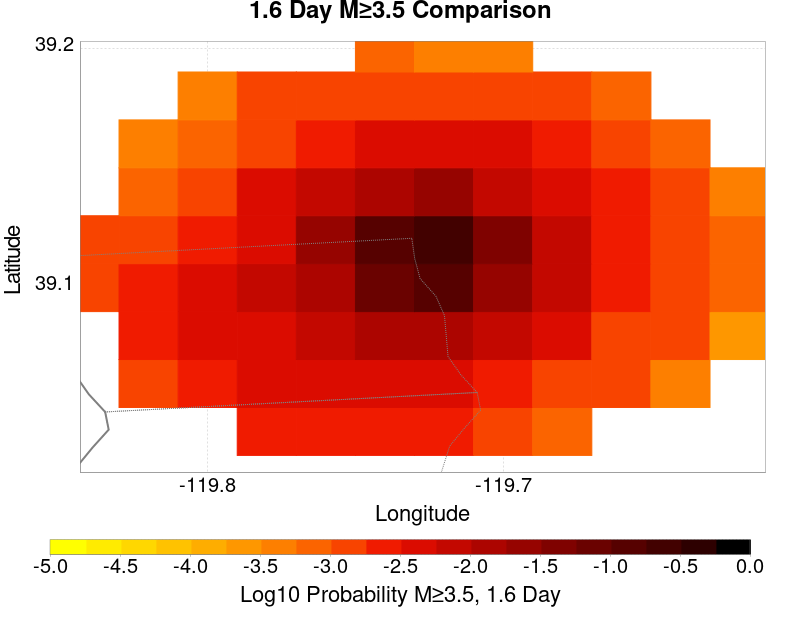 1.6 Day M≥3.5 Comparison
39.2
39.1
Latitude
-119.8 -119.7
Longitude
-5.0 -4.5 -4.0 -3.5 -3.0 -2.5 -2.0 -1.5 -1.0 -0.5 0.0
Log10 Probability M≥3.5, 1.6 Day